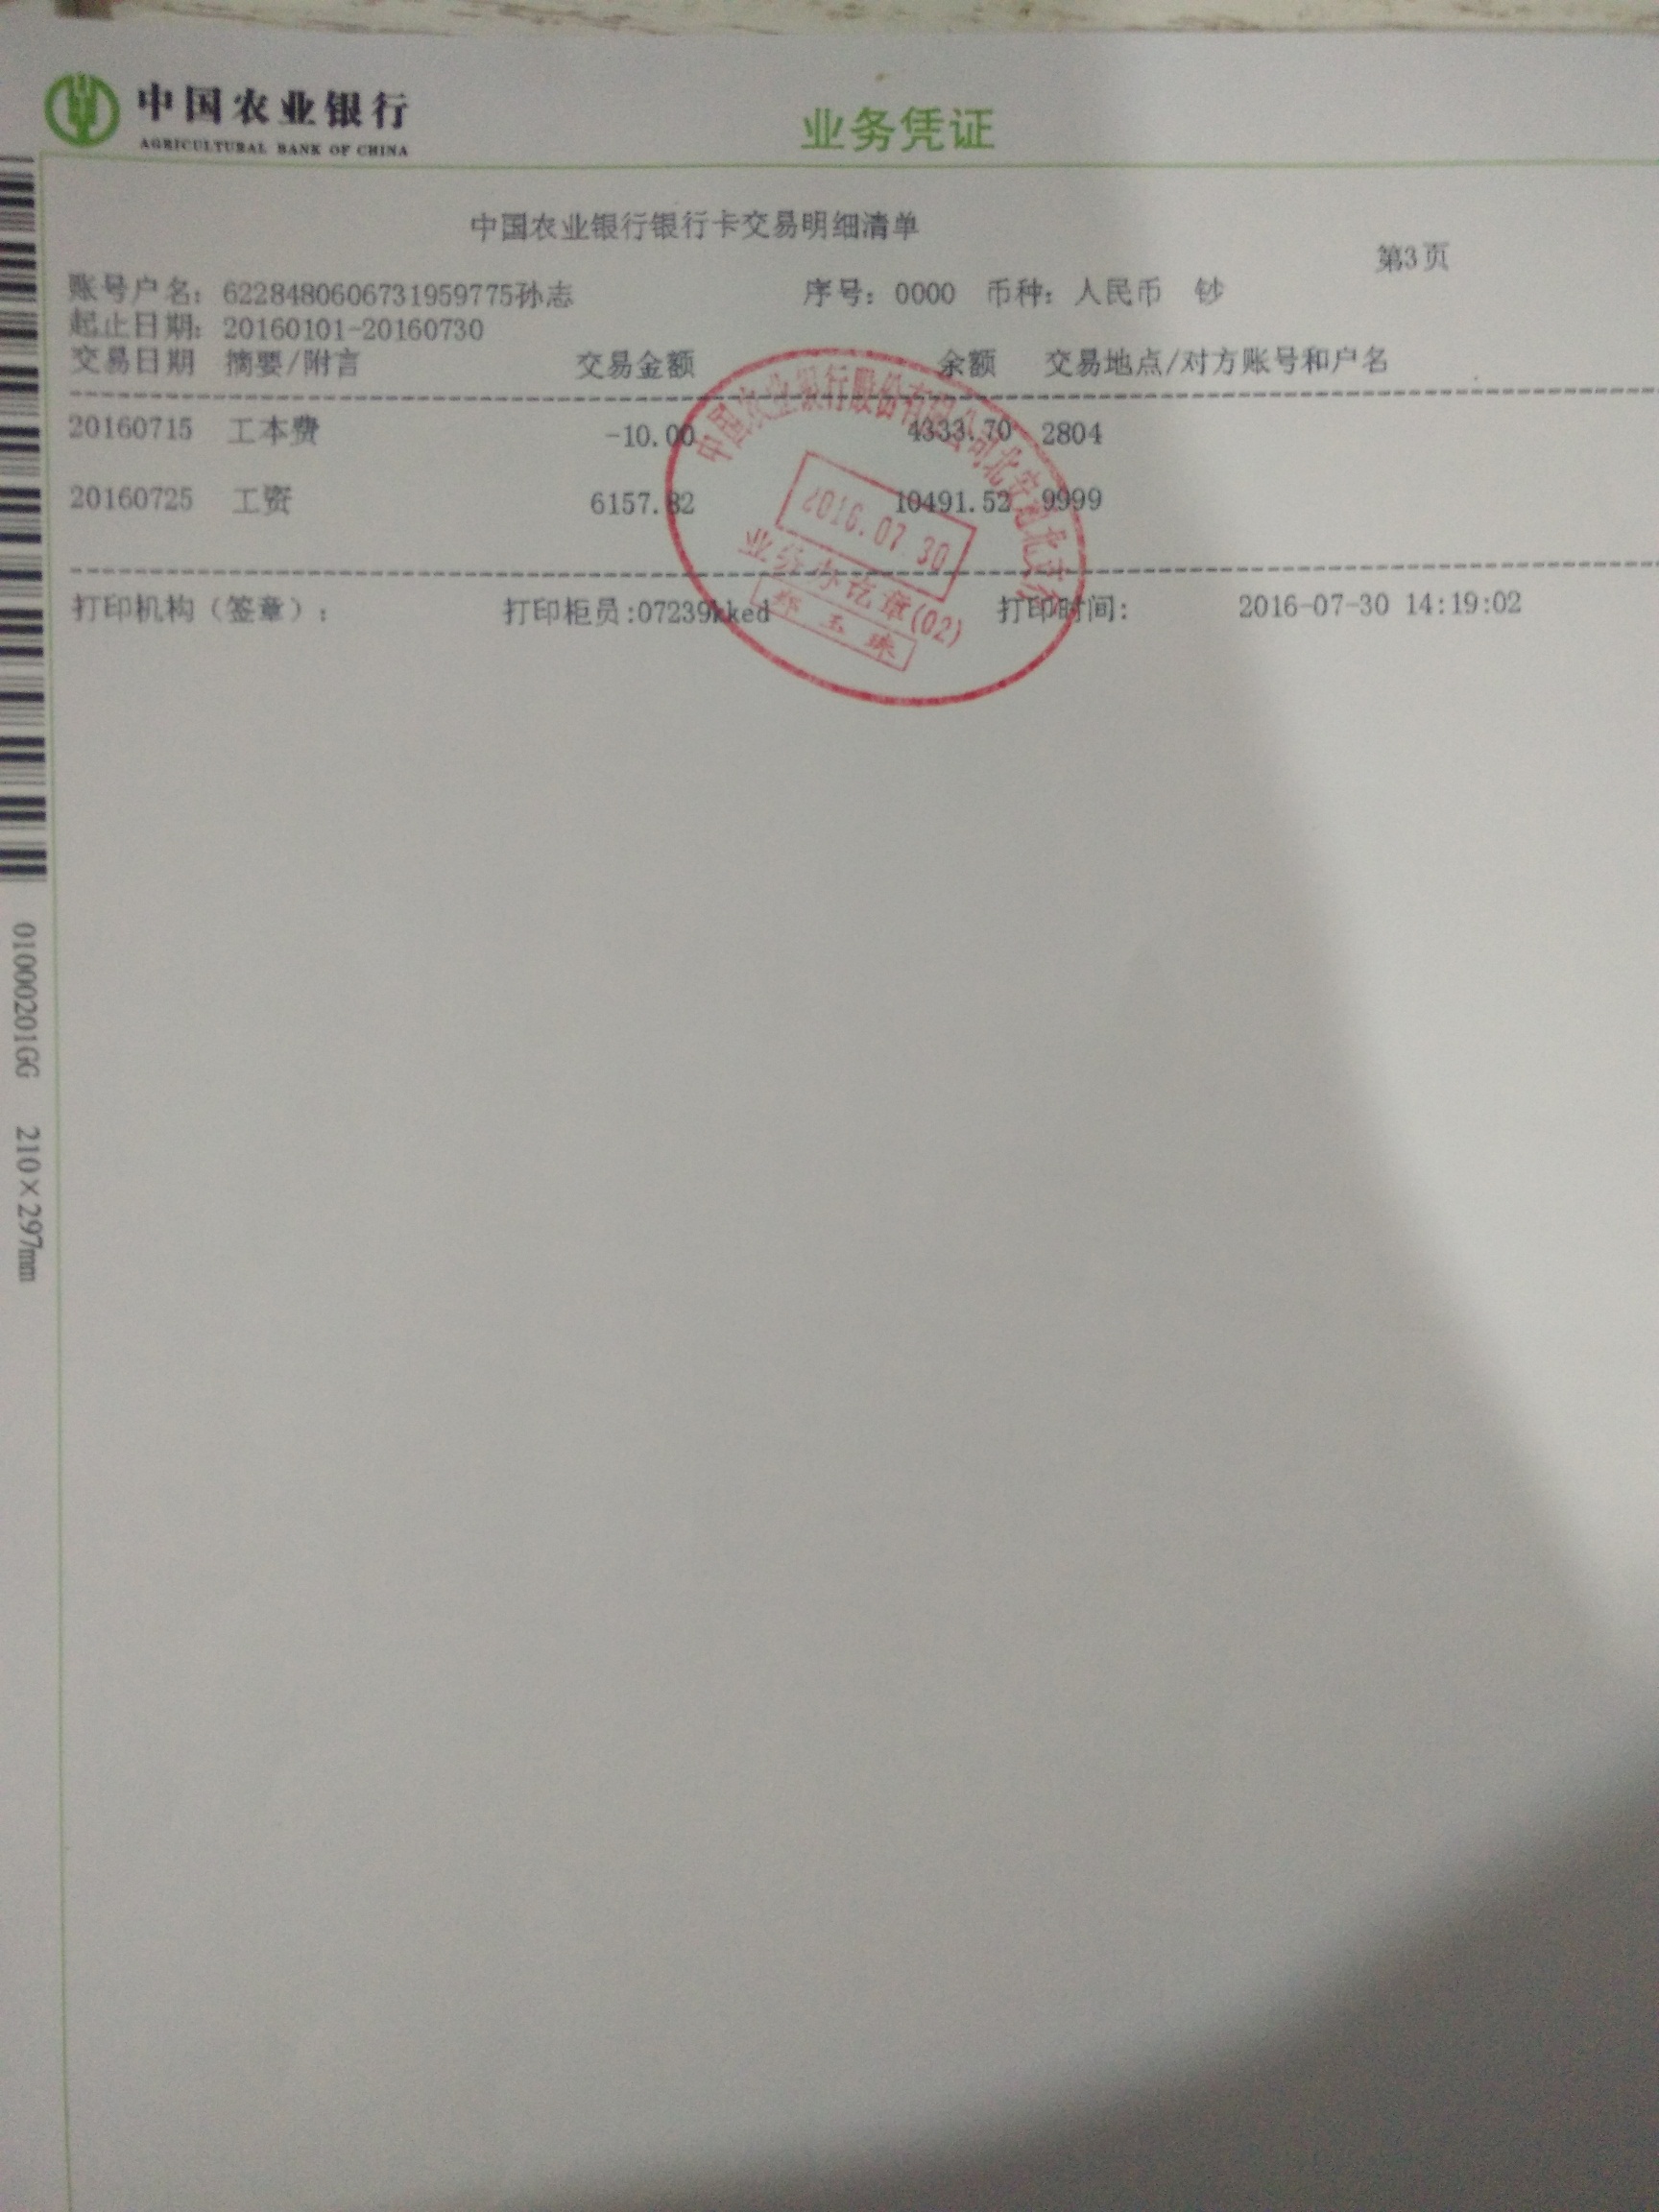 中国农业银行
AGRICULTURAL BANK OF CHINA
业务凭证
中国农业银行银行卡交易明细清单
第3页
账号户名：6228480606731959775孙志 序号：0000 币种：人民币 钞
起止日期：20160101-20160730
交易日期 摘要/附言 交易金额 余额 交易地点/对方账号和户名
20160715 工本费 -10.00 4333.70 2804
20160725 工资 6157.82 10491.52 9999
打印机构（签章）： 打印柜员:07239kked 打印时间: 2016-07-30 14:19:02
中国农业银行股份有限公司北
2016.07.30
业务办讫章(02)
01000201GG 210×297mm